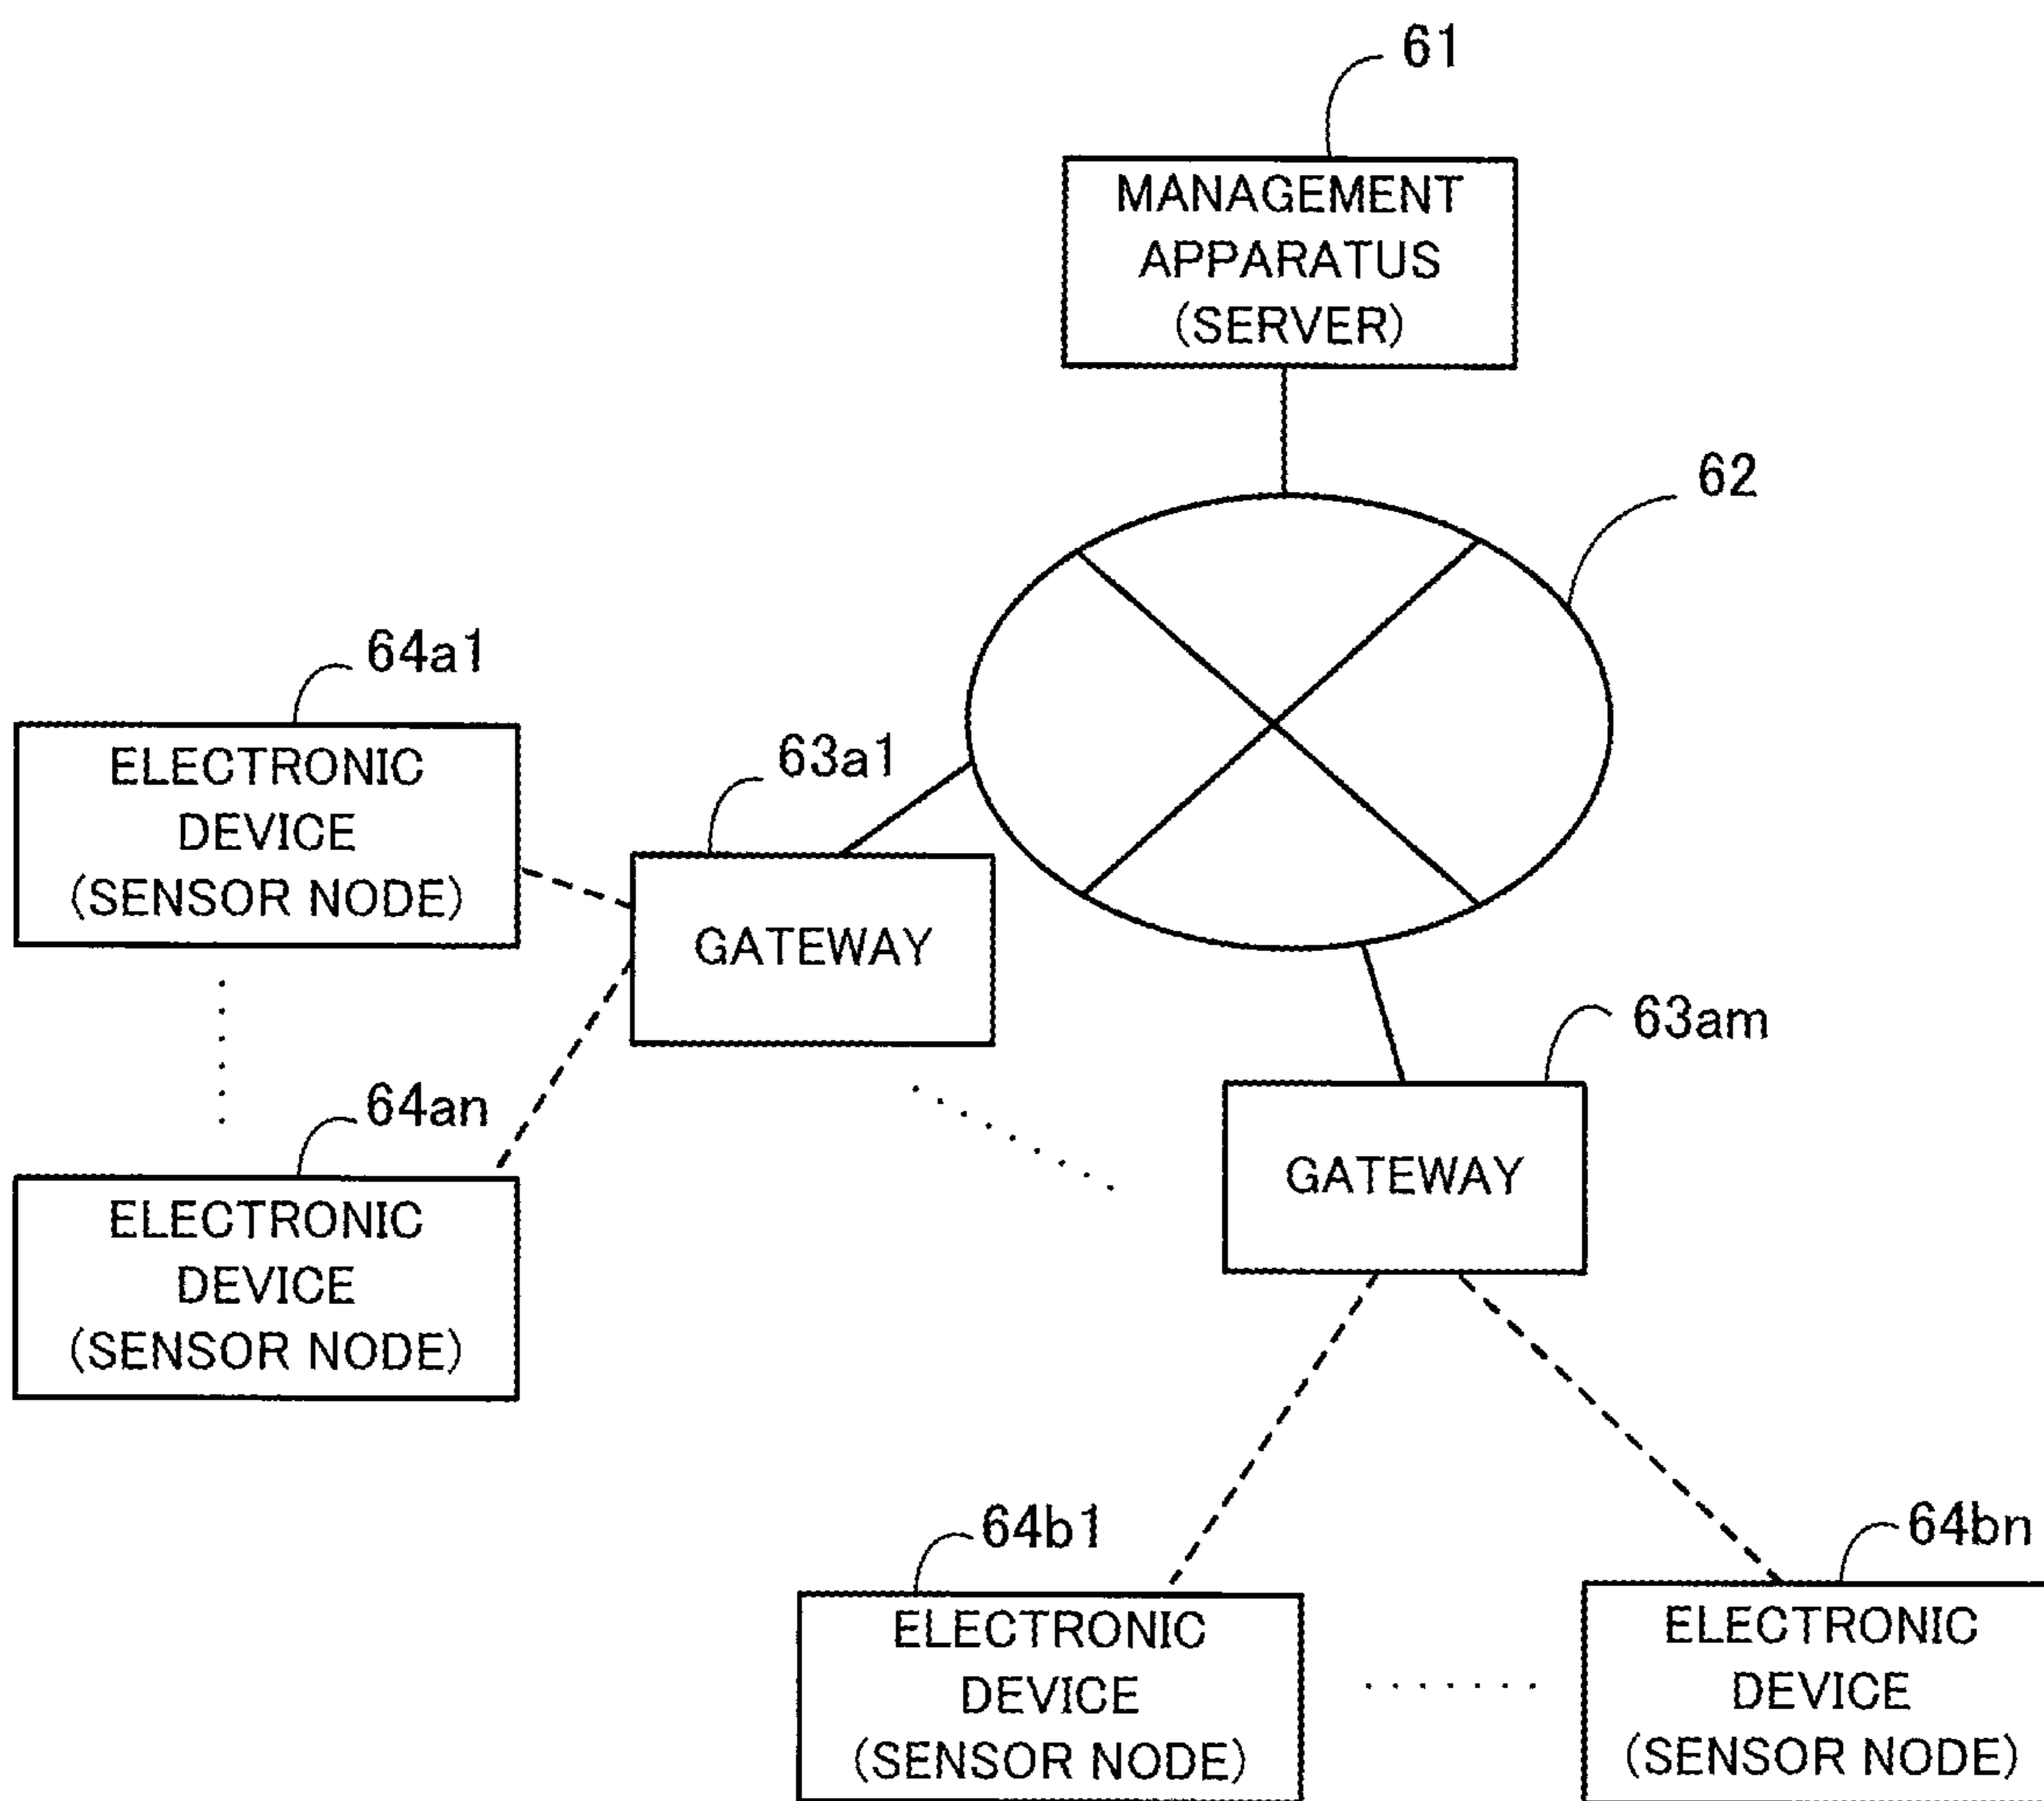 61
MANAGEMENT
APPARATUS
(SERVER)
62
64a1
ELECTRONIC
DEVICE
(SENSOR NODE)
63a1
GATEWAY
63am
GATEWAY
64an
ELECTRONIC
DEVICE
(SENSOR NODE)
64b1
ELECTRONIC
DEVICE
(SENSOR NODE)
64bn
ELECTRONIC
DEVICE
(SENSOR NODE)